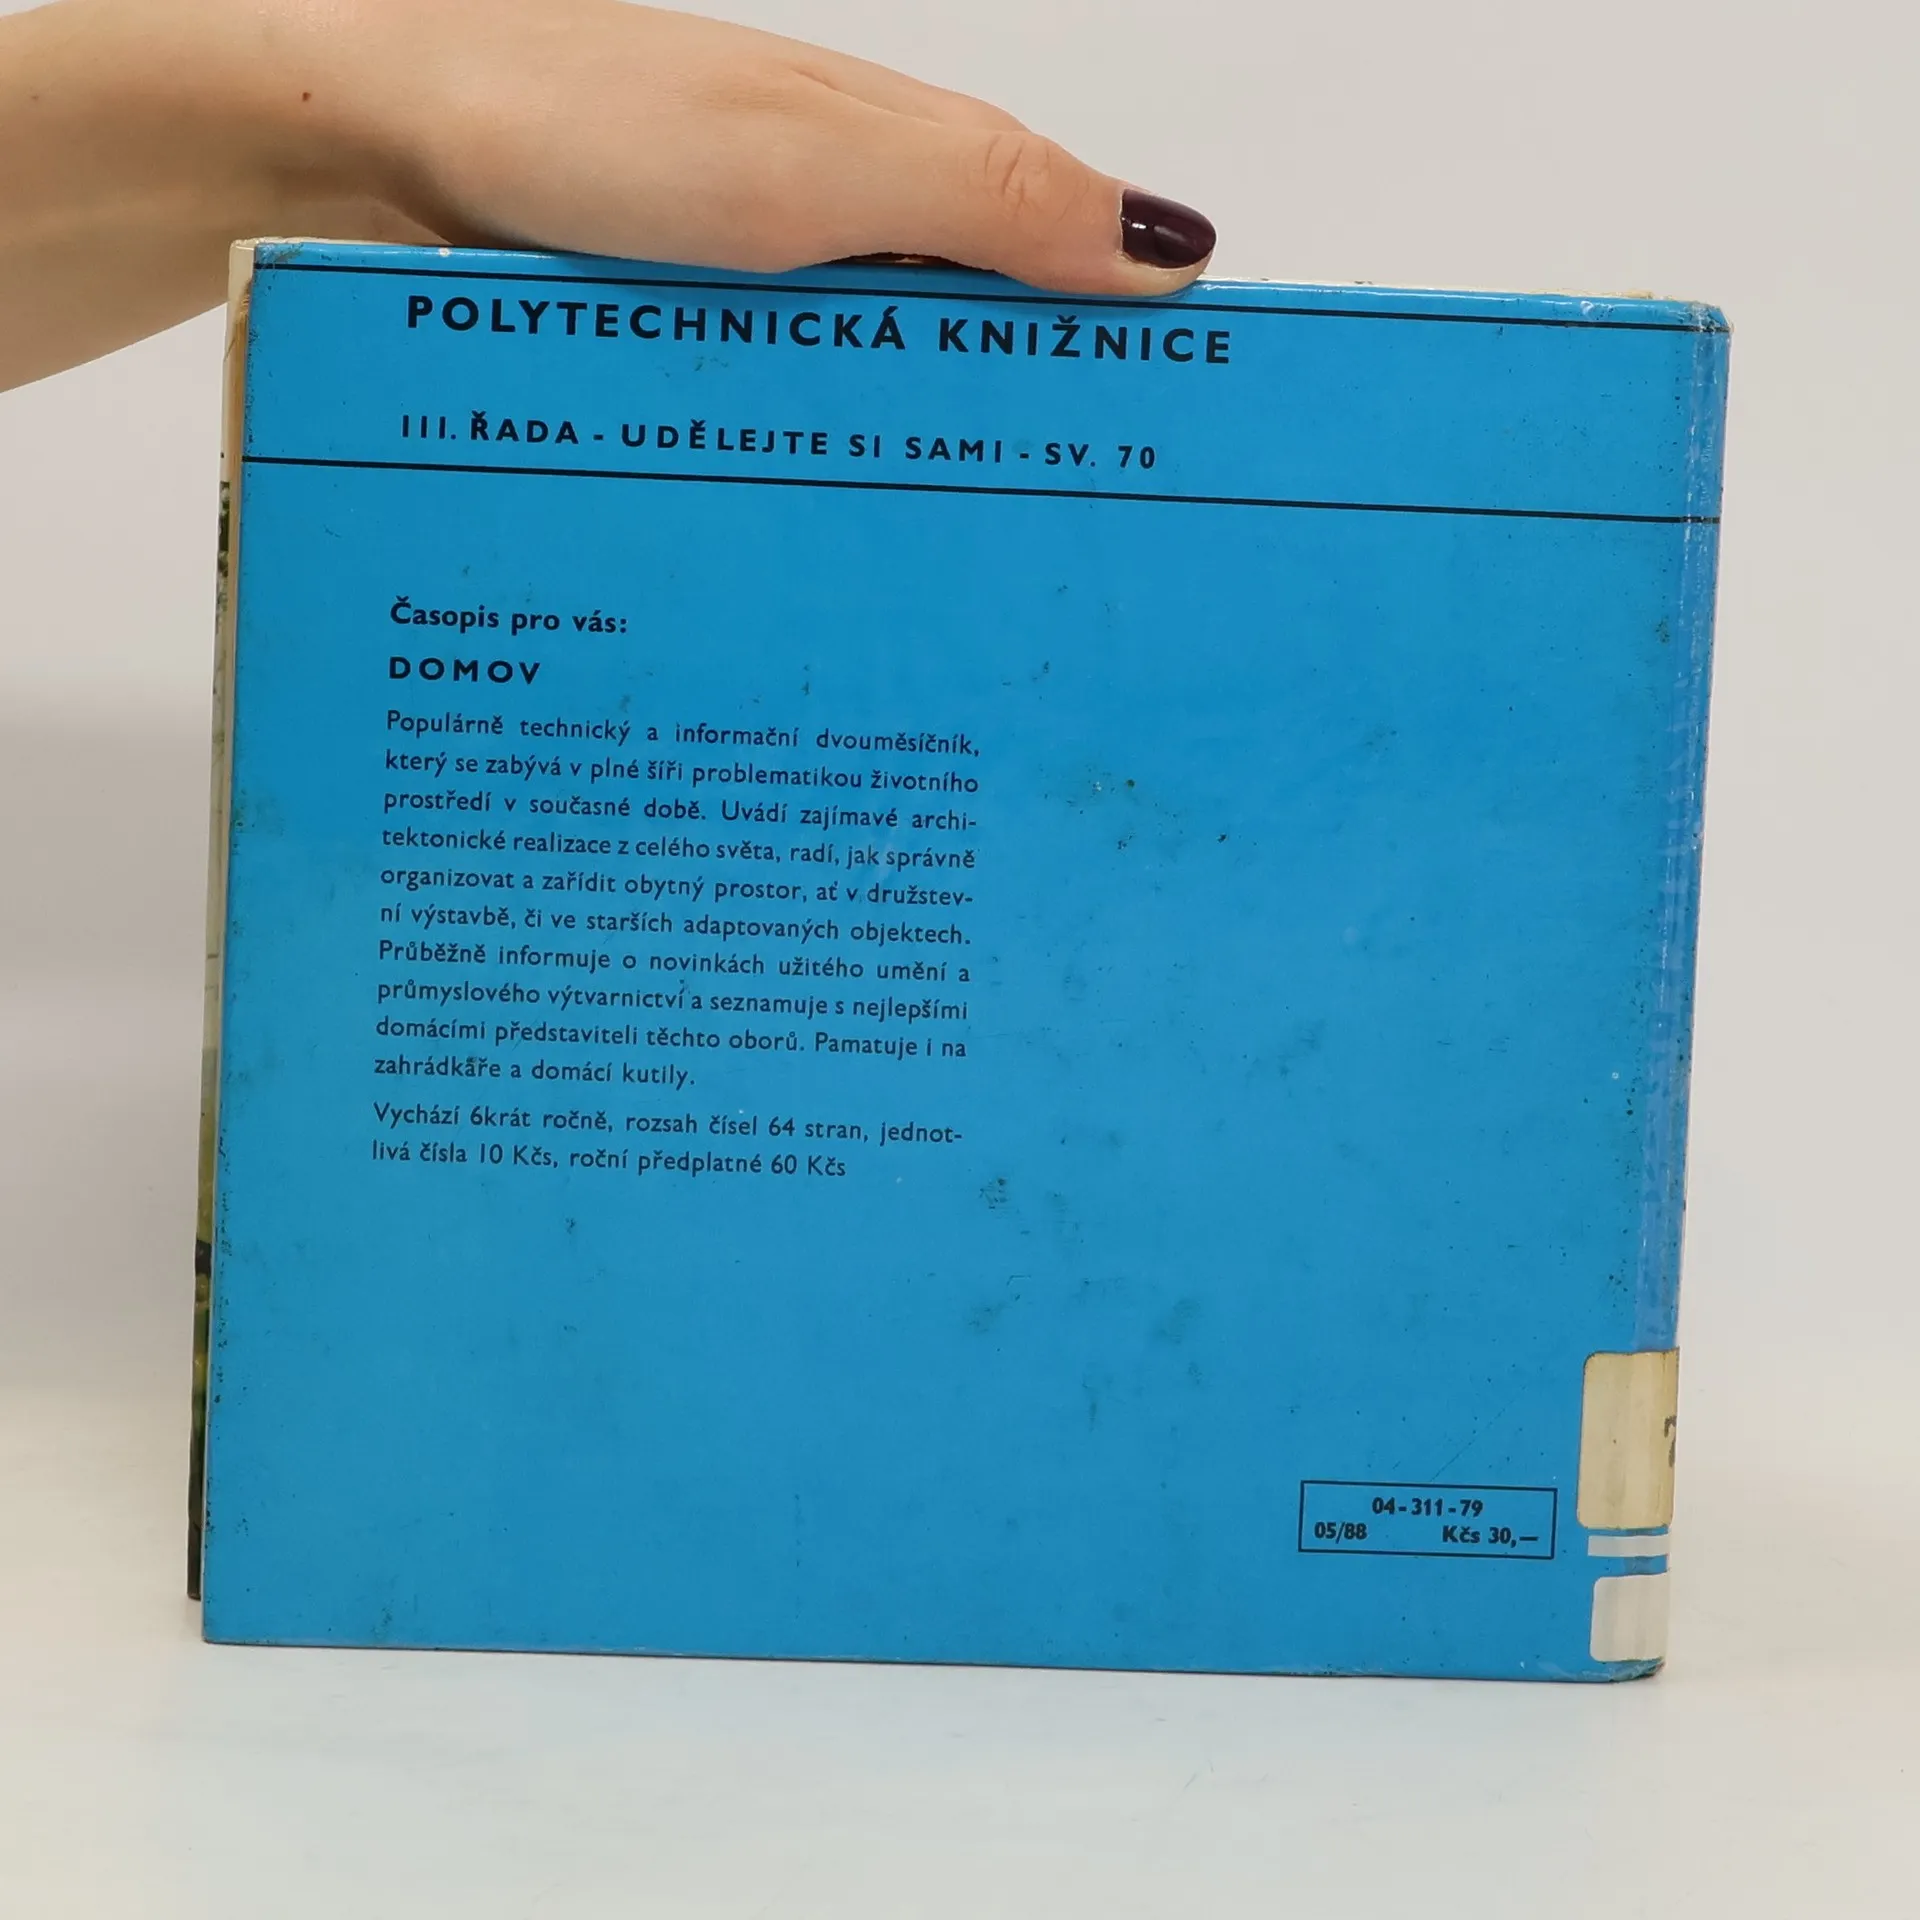 POLYTECHNICKÁ KNIŽNICE
III. ŘADA - UDĚLEJTE SI SAMI - SV. 70
Časopis pro vás:
DOMOV
Populárně technický a informační dvouměsíčník,
který se zabývá v plné šíři problematikou životního
prostředí v současné době. Uvádí zajímavé archi-
tektonické realizace z celého světa, radí, jak správně
organizovat a zařídit obytný prostor, ať v družstev-
ní výstavbě, či ve starších adaptovaných objektech.
Průběžně informuje o novinkách užitého umění a
průmyslového výtvarnictví a seznamuje s nejlepšími
domácími představiteli těchto oborů. Pamatuje i na
zahrádkáře a domácí kutily.
Vychází 6krát ročně, rozsah čísel 64 stran, jednot-
livá čísla 10 Kčs, roční předplatné 60 Kčs
04-311-79
05/88 Kčs 30,—